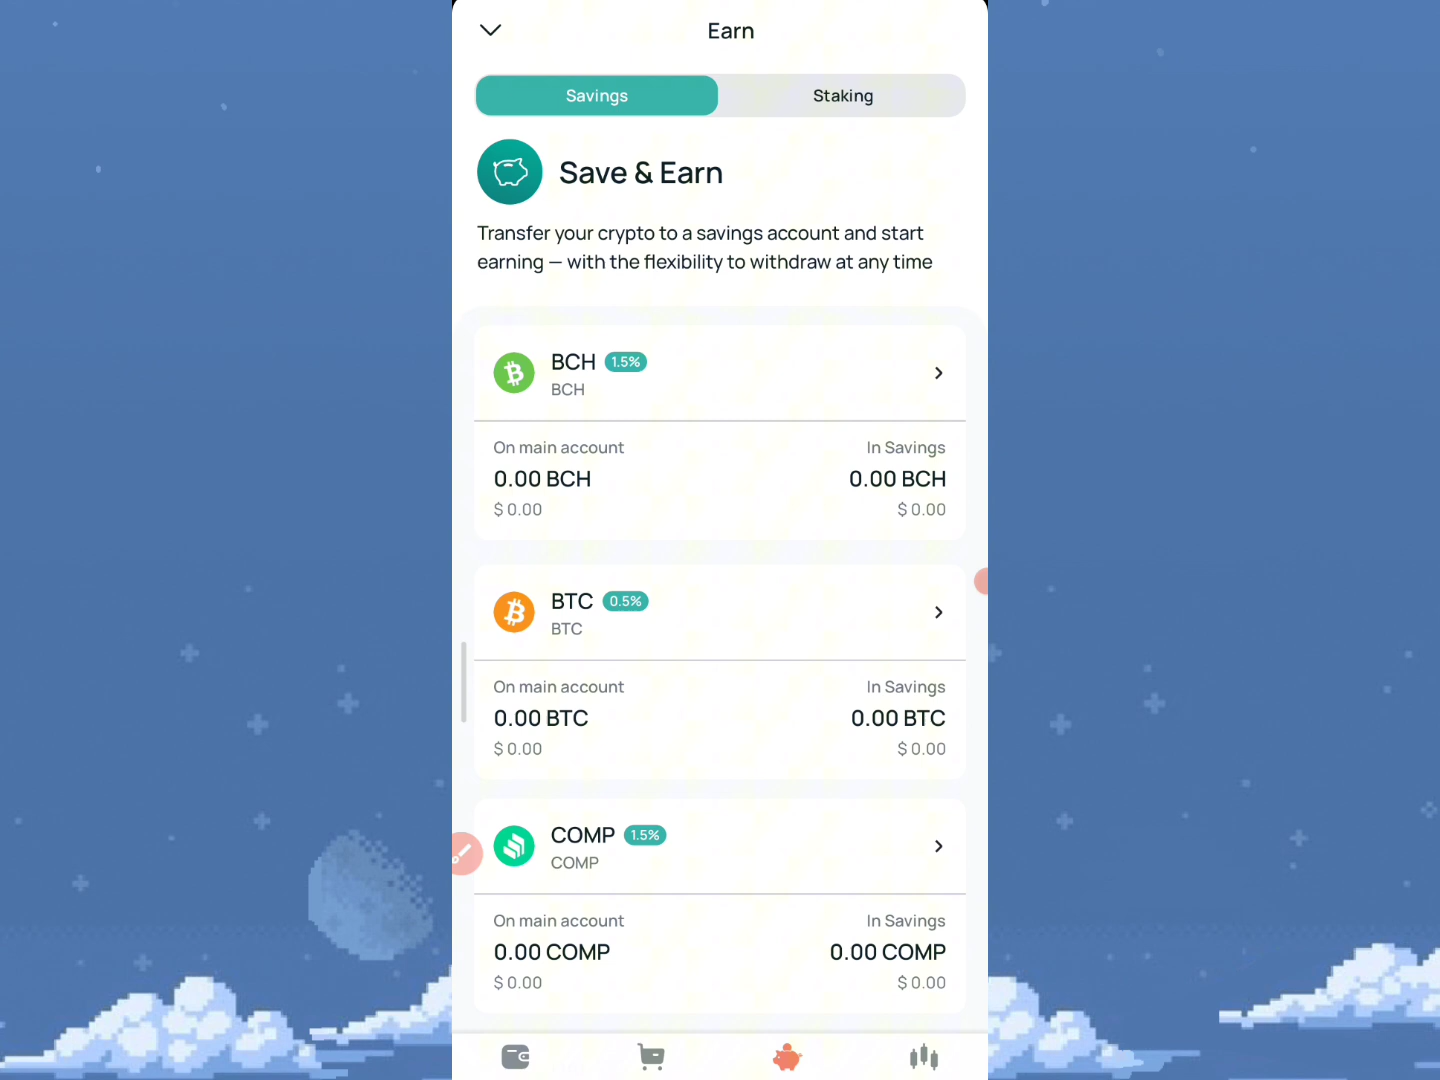 Earn
Savings
Staking
Save & Earn
Transfer your crypto to a savings account and start
earning — with the flexibility to withdraw at any time
BCH 1.5%
BCH
On main account
In Savings
0.00 BCH
0.00 BCH
$ 0.00
$ 0.00
BTC 0.5%
BTC
On main account
In Savings
0.00 BTC
0.00 BTC
$ 0.00
$ 0.00
COMP 1.5%
COMP
On main account
In Savings
0.00 COMP
0.00 COMP
$ 0.00
$ 0.00